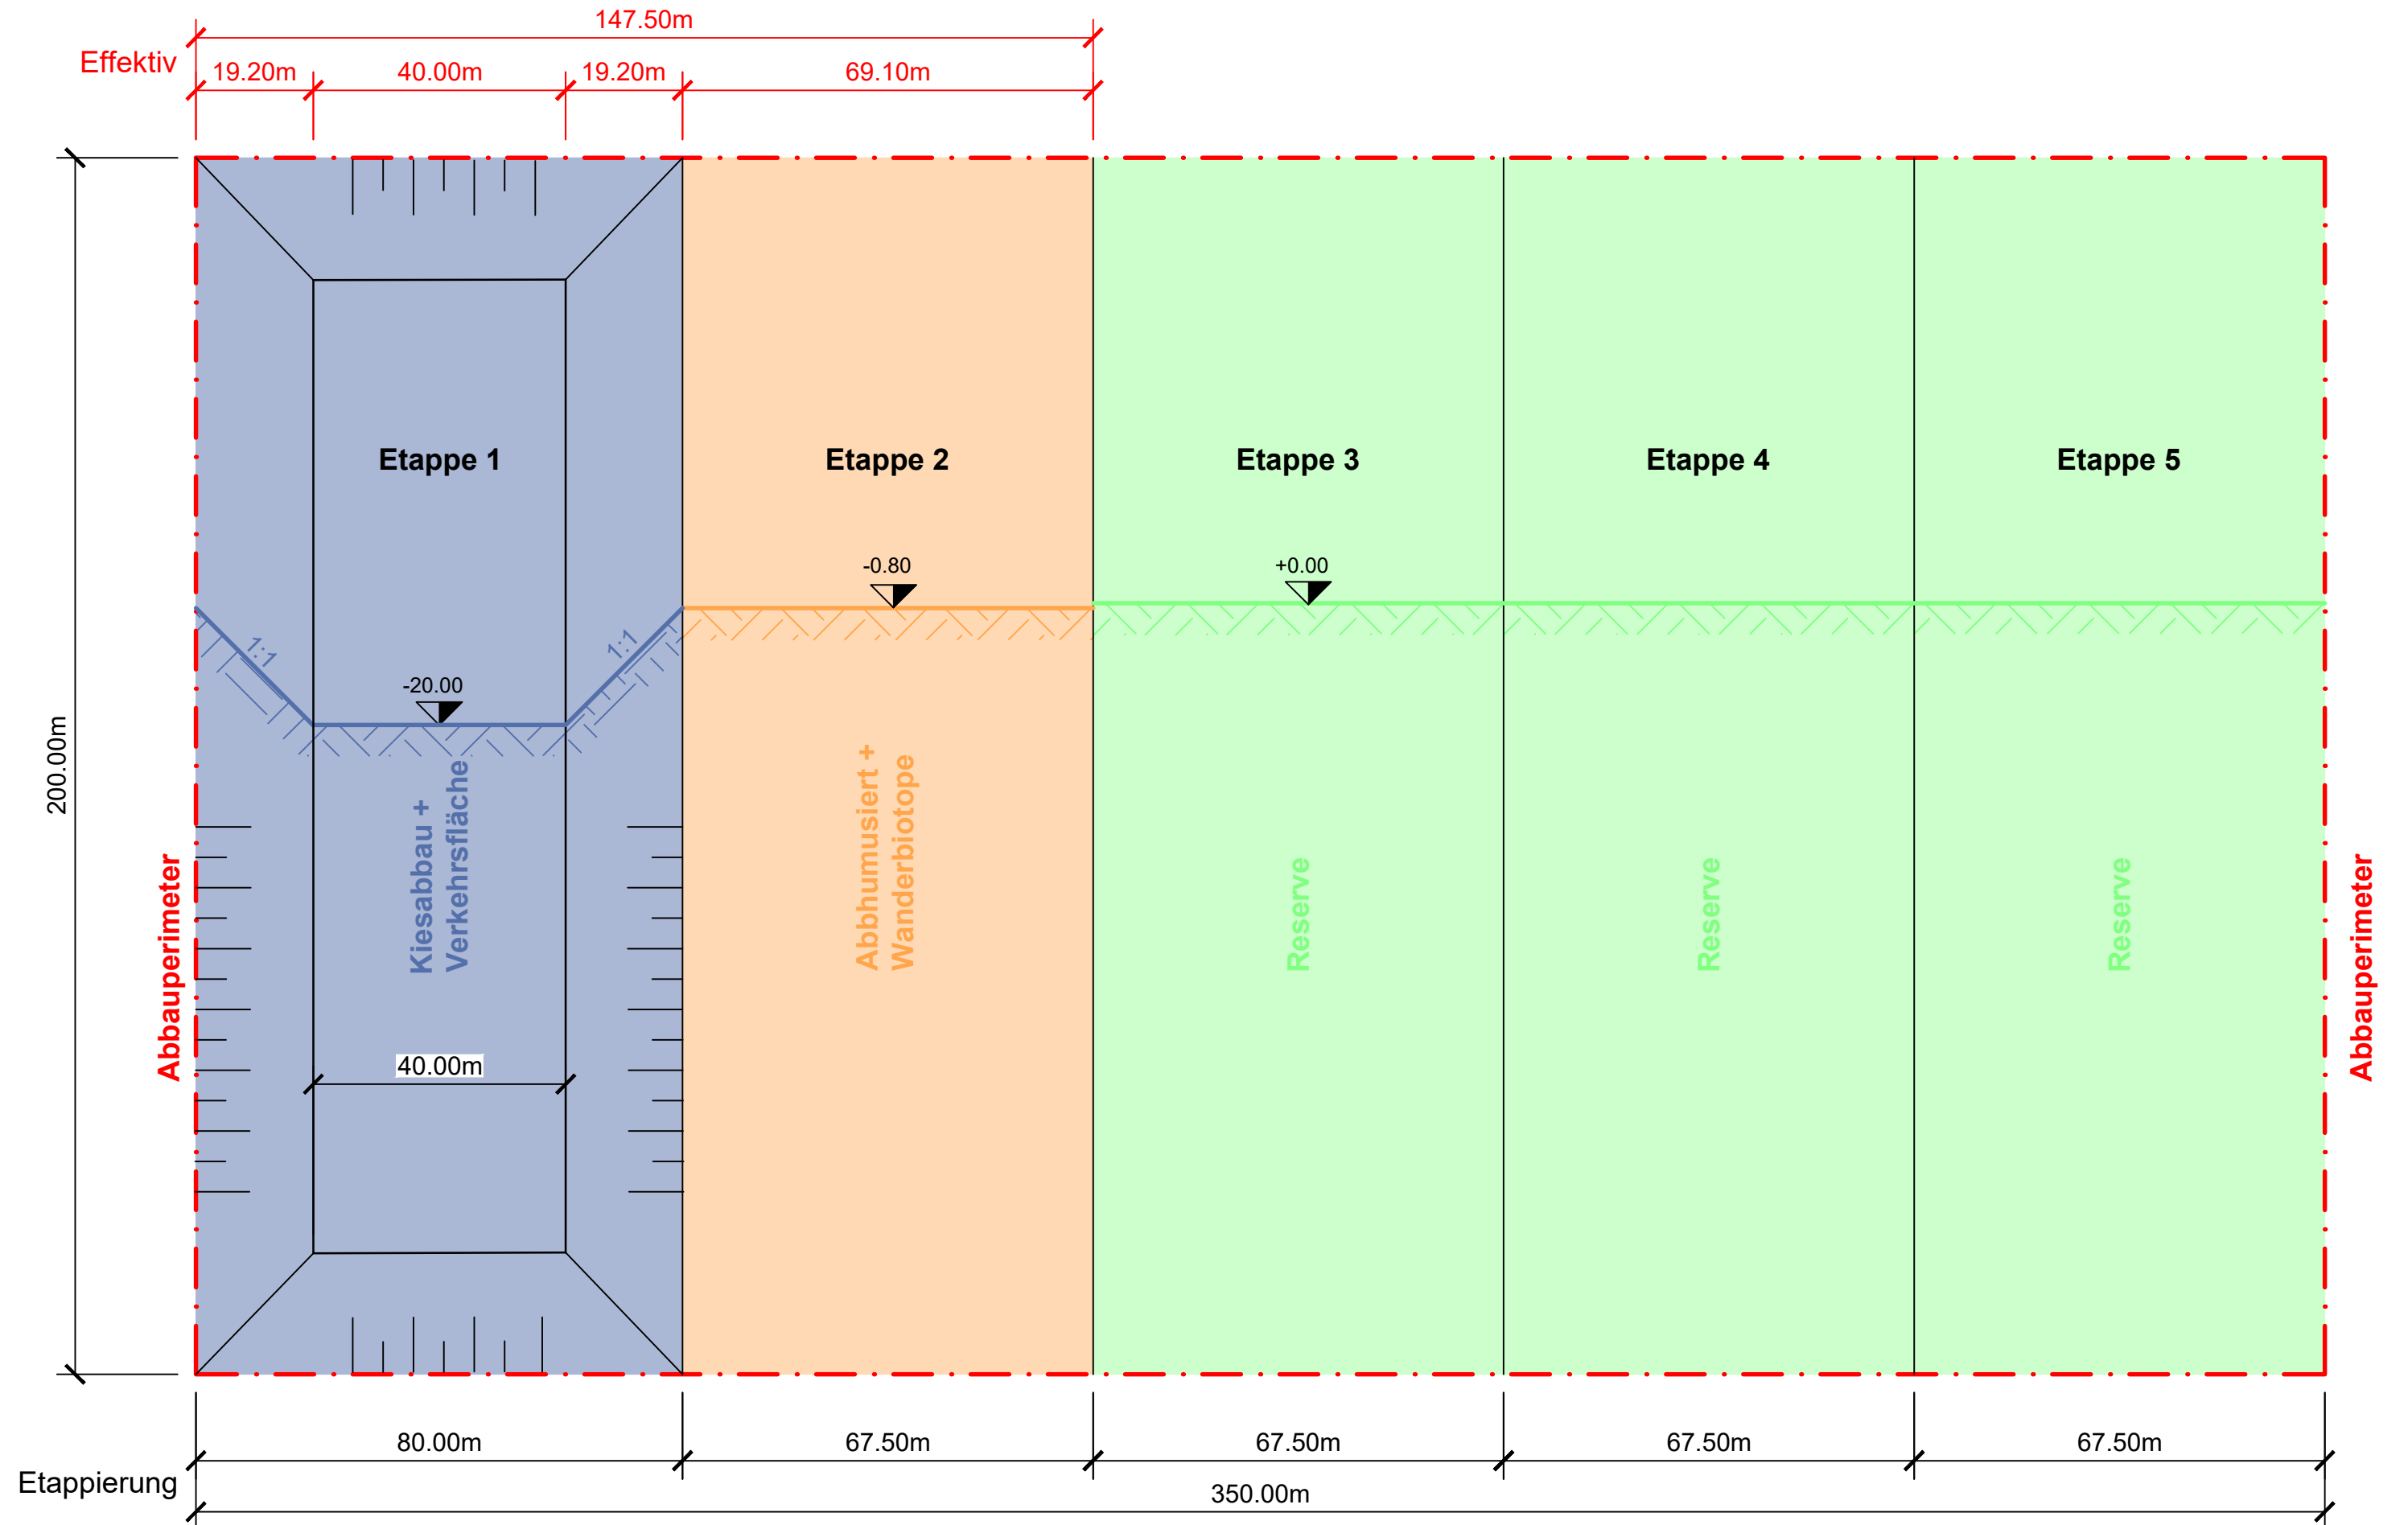 147.50m
Effektiv
19.20m
40.00m
19.20m
69.10m
Etappe 1
Etappe 2
Etappe 3
Etappe 4
Etappe 5
-0.80
+0.00
1:1
1:1
-20.00
200.00m
Abbauperimeter
Kiesabbau +
Verkehrsfläche
Abbhumusiert +
Wanderbiotope
Reserve
Reserve
Reserve
Abbauperimeter
40.00m
80.00m
67.50m
67.50m
67.50m
67.50m
Etappierung
350.00m